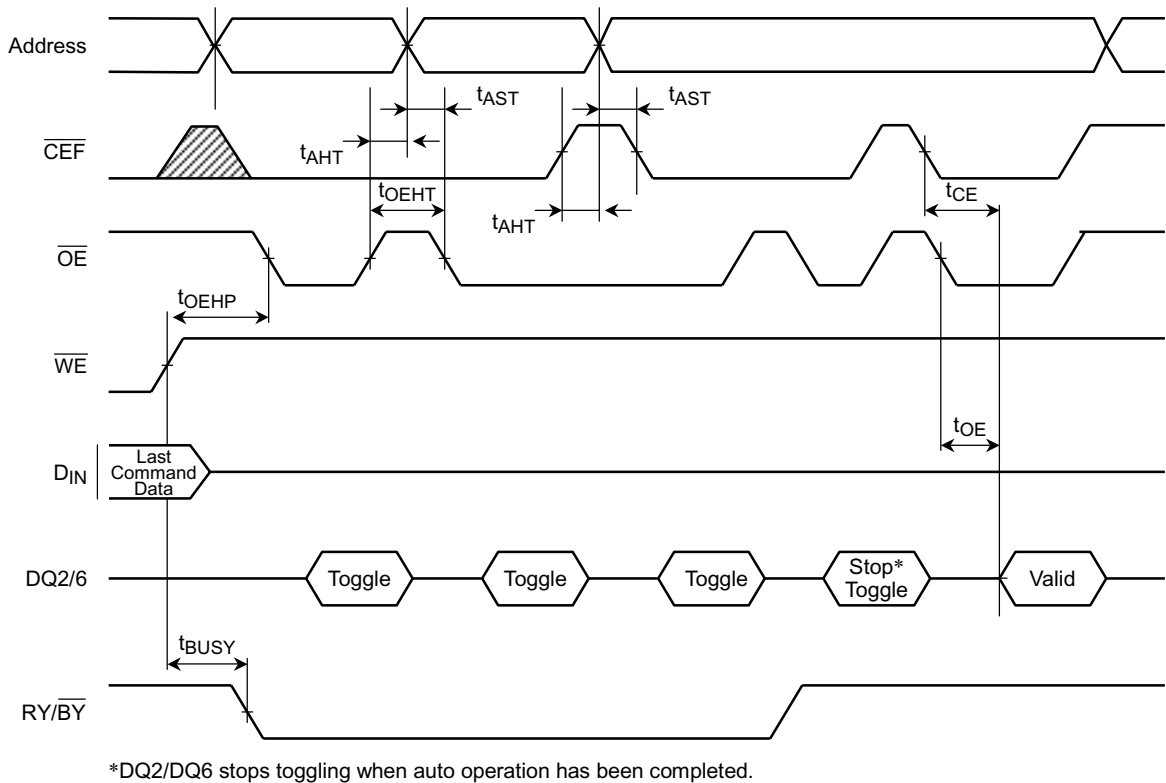 Address
tAST
tAST
CEF
tAHT
tOEHT
tCE
tAHT
OE
tOEHP
WE
tOE
DIN
Last
Command
Data
DQ2/6
Toggle
Toggle
Toggle
Stop*
Toggle
Valid
tBUSY
RY/BY
*DQ2/DQ6 stops toggling when auto operation has been completed.